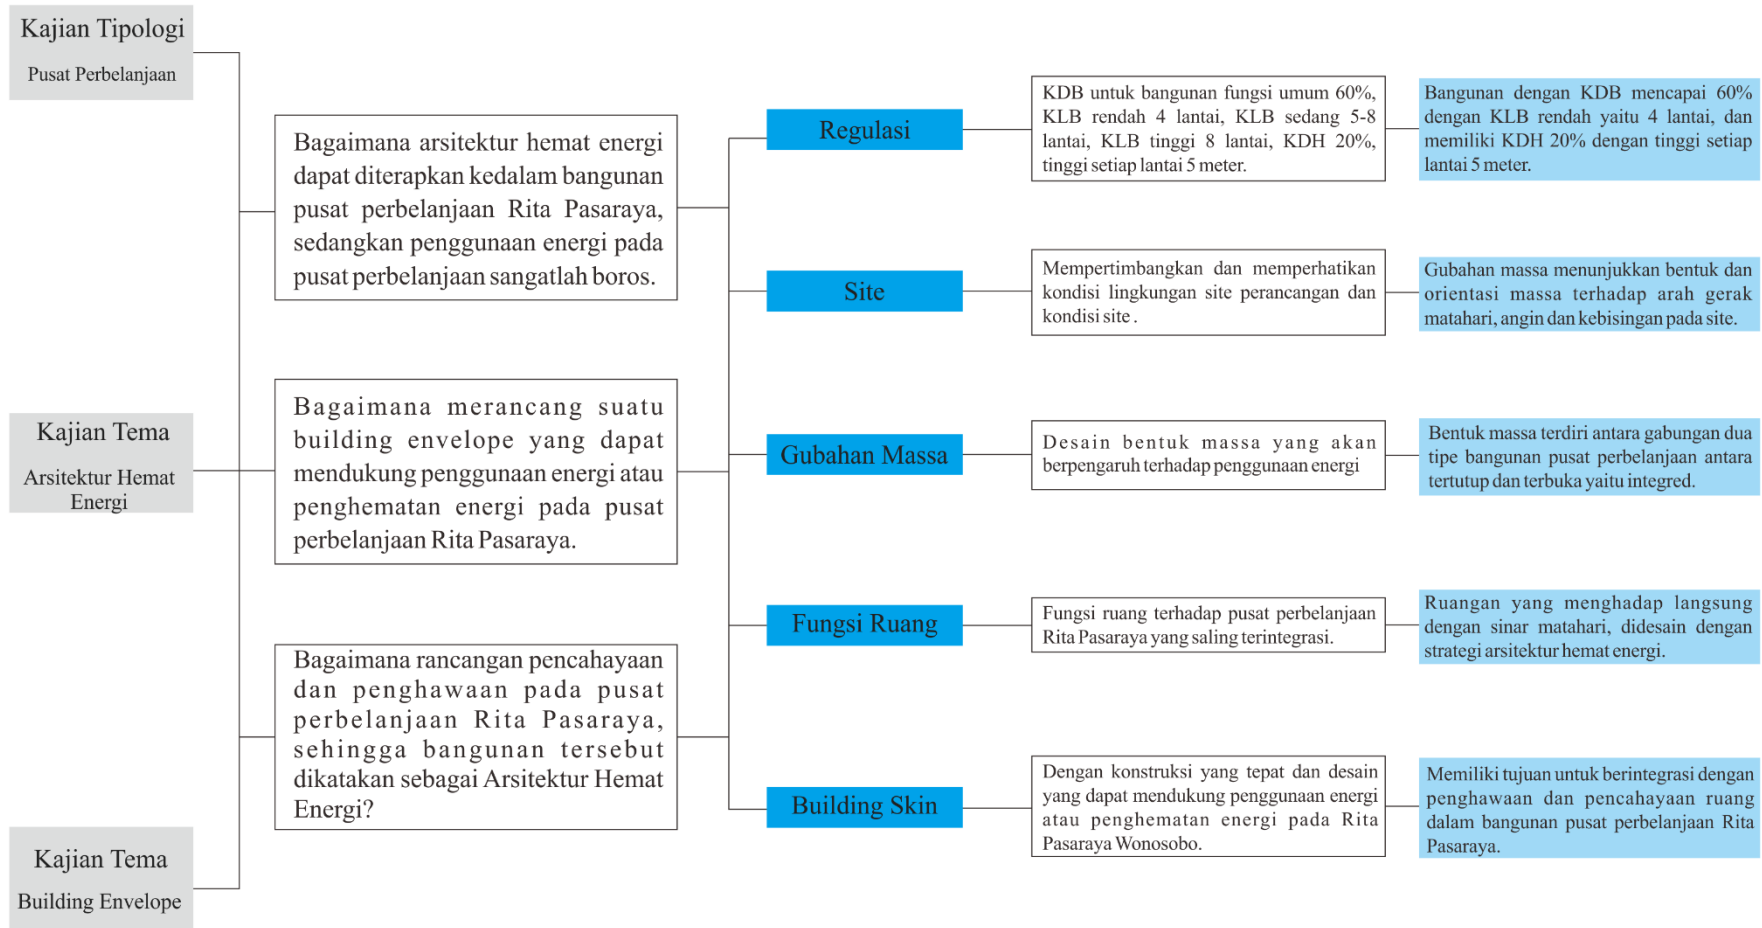 Kajian Tipologi
Pusat Perbelanjaan
Kajian Tema
Arsitektur Hemat
Energi
Kajian Tema
Building Envelope
Bagaimana arsitektur hemat energi
dapat diterapkan kedalam bangunan
pusat perbelanjaan Rita Pasaraya,
sedangkan penggunaan energi pada
pusat perbelanjaan sangatlah boros.
Bagaimana merancang suatu
building envelope yang dapat
mendukung penggunaan energi atau
penghematan energi pada pusat
perbelanjaan Rita Pasaraya.
Bagaimana rancangan pencahayaan
dan penghawaan pada pusat
perbelanjaan Rita Pasaraya,
sehingga bangunan tersebut
dikatakan sebagai Arsitektur Hemat
Energi?
Regulasi
KDB untuk bangunan fungsi umum 60%,
KLB rendah 4 lantai, KLB sedang 5-8
lantai, KLB tinggi 8 lantai, KDH 20%,
tinggi setiap lantai 5 meter.
Bangunan dengan KDB mencapai 60%
dengan KLB rendah yaitu 4 lantai, dan
memiliki KDH 20% dengan tinggi setiap
lantai 5 meter.
Site
Mempertimbangkan dan memperhatikan
kondisi lingkungan site perancangan dan
kondisi site .
Gubahan massa menunjukkan bentuk dan
orientasi massa terhadap arah gerak
matahari, angin dan kebisingan pada site.
Gubahan Massa
Desain bentuk massa yang akan
berpengaruh terhadap penggunaan energi
Bentuk massa terdiri antara gabungan dua
tipe bangunan pusat perbelanjaan antara
tertutup dan terbuka yaitu integred.
Fungsi Ruang
Fungsi ruang terhadap pusat perbelanjaan
Rita Pasaraya yang saling terintegrasi.
Ruangan yang menghadap langsung
dengan sinar matahari, didesain dengan
strategi arsitektur hemat energi.
Building Skin
Dengan konstruksi yang tepat dan desain
yang dapat mendukung penggunaan energi
atau penghematan energi pada Rita
Pasaraya Wonosobo.
Memiliki tujuan untuk berintegrasi dengan
penghawaan dan pencahayaan ruang
dalam bangunan pusat perbelanjaan Rita
Pasaraya.